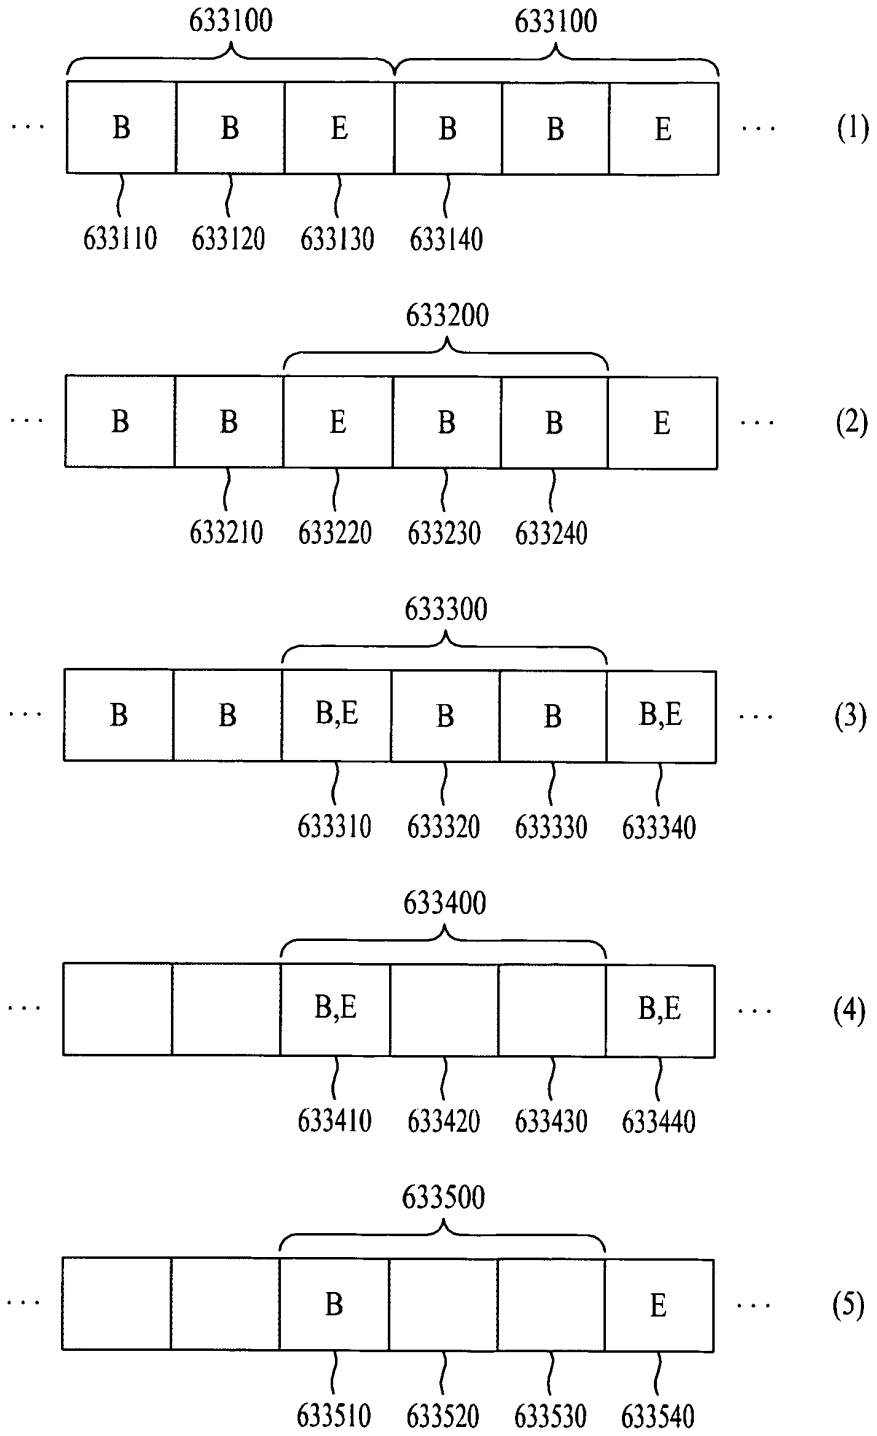 633100 633100
... B B E B B E ... (1)
633110 633120 633130 633140
633200
... B B E B B E ... (2)
633210 633220 633230 633240
633300
... B B B,E B B B,E ... (3)
633310 633320 633330 633340
633400
... B,E B,E ... (4)
633410 633420 633430 633440
633500
... B E ... (5)
633510 633520 633530 633540